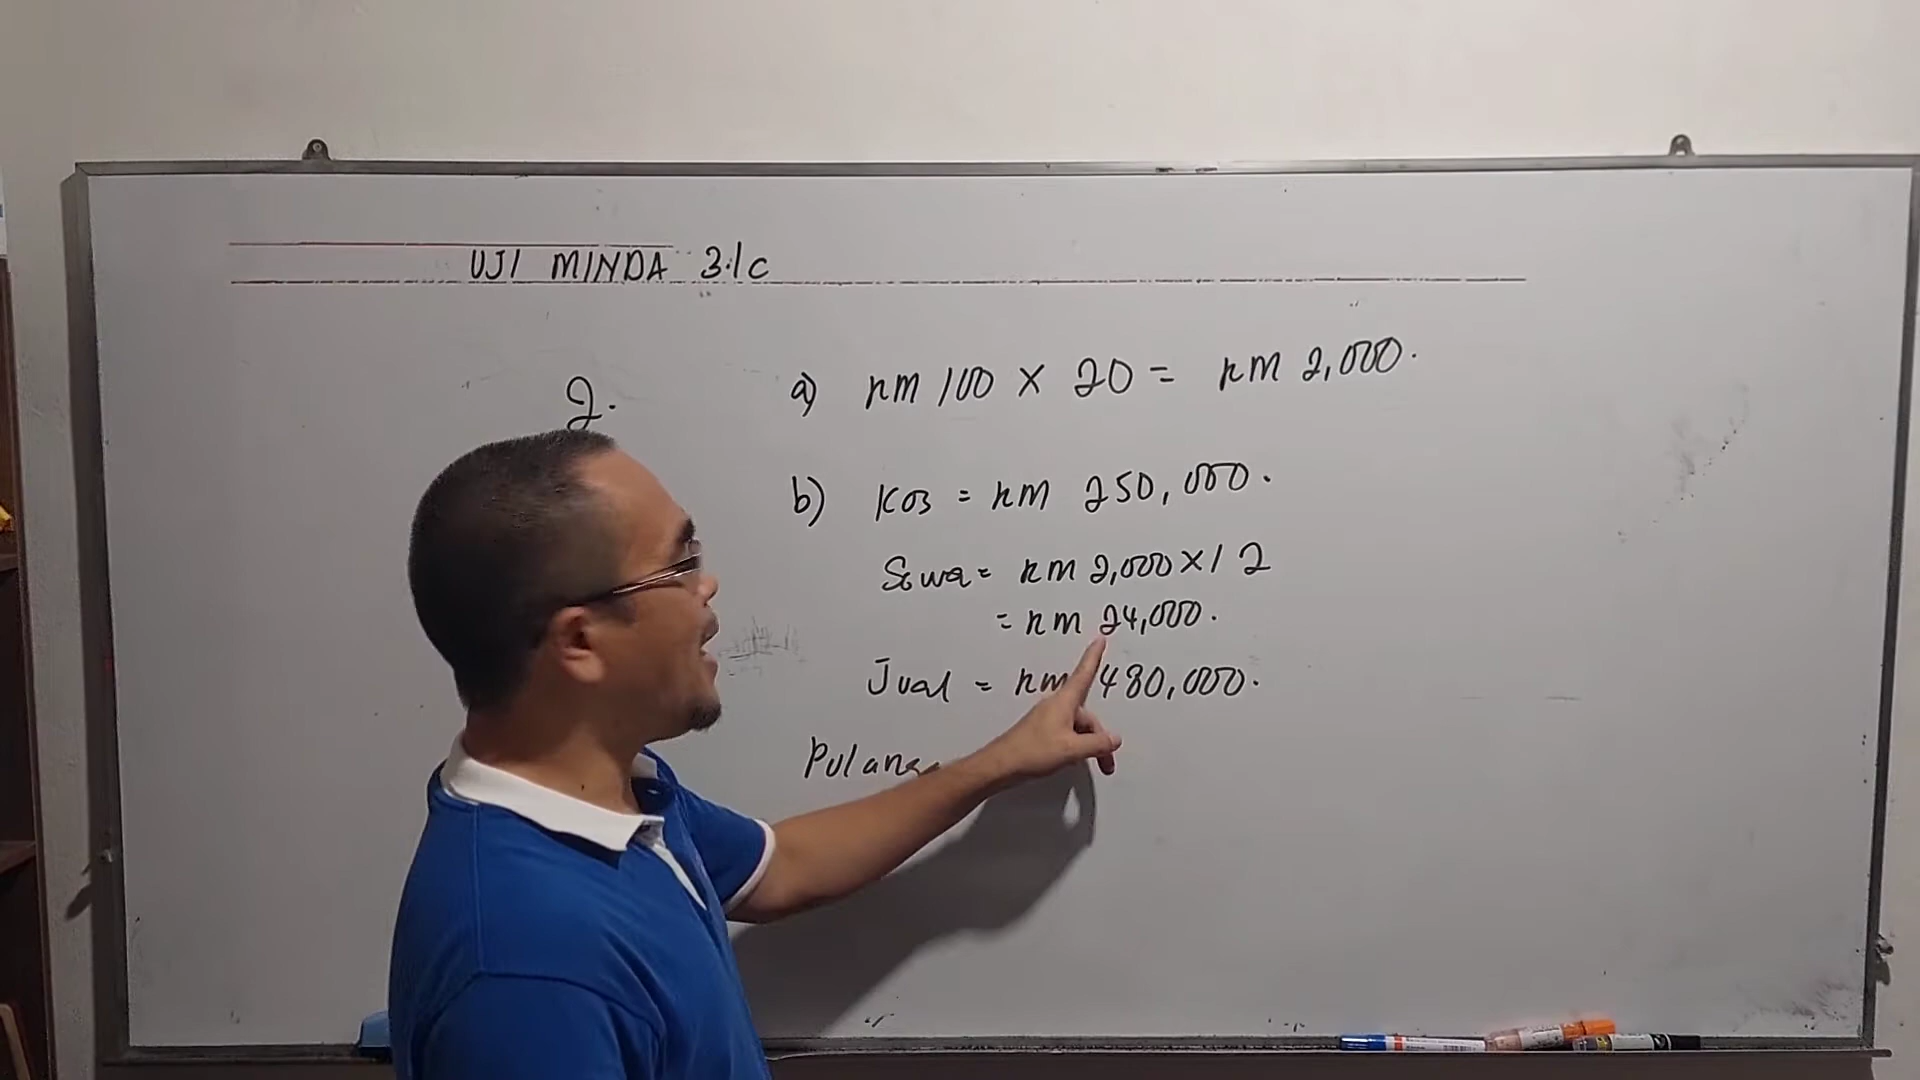 UJI MINDA 3.1c
2.
a) RM 100 × 20 = RM 2,000.
b) Kos = RM 250,000.
Sewa = RM 2,000 × 12
= RM 24,000.
Jual = RM 480,000.